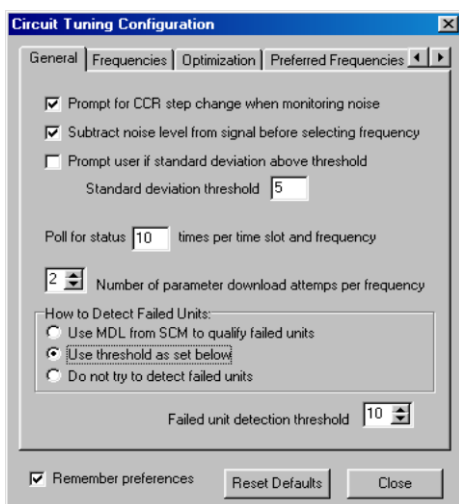 Circuit Tuning Configuration
General Frequencies Optimization Preferred Frequencies
Prompt for CCR step change when monitoring noise
Subtract noise level from signal before selecting frequency
Prompt user if standard deviation above threshold
Standard deviation threshold 5
Poll for status 10 times per time slot and frequency
2 Number of parameter download attemps per frequency
How to Detect Failed Units:
Use MDL from SCM to qualify failed units
Use threshold as set below
Do not try to detect failed units
Failed unit detection threshold 10
Remember preferences Reset Defaults Close